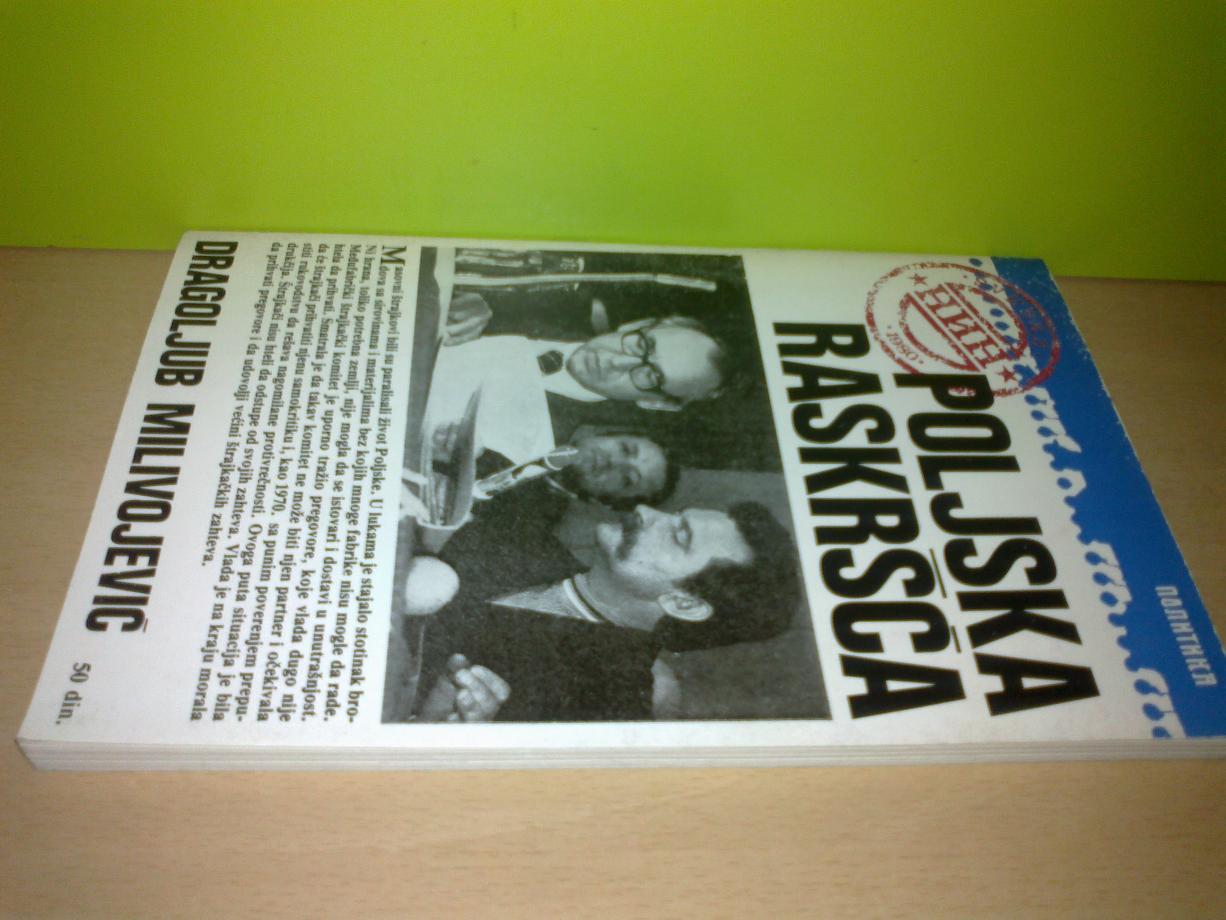 ПОЛИТИКА
НИН
·1980·
POLJSKA
RASKRŠĆA
Masovni štrajkovi bili su paralisali život Poljske. U lukama je stajalo stotinak bro-
dova sa sirovinama i materijalima bez kojih mnoge fabrike nisu mogle da rade.
Ni hrana, toliko potrebna zemlji, nije mogla da se istovari i dostavi u unutrašnjost.
Međufabrički štrajkački komitet je uporno tražio pregovore, koje vlada dugo nije
htela da prihvati. Smatrala je da takav komitet ne može biti njen partner i očekivala
da će štrajkači prihvatiti njenu samokritiku i, kao 1970, sa punim poverenjem prepu-
stiti rukovodstvu da rešava nagomilane protivrečnosti. Ovoga puta situacija je bila
drukčija. Štrajkači nisu hteli da odstupe od svojih zahteva. Vlada je na kraju morala
da prihvati pregovore i da udovolji većini štrajkačkih zahteva.
DRAGOLJUB MILIVOJEVIĆ
50 din.